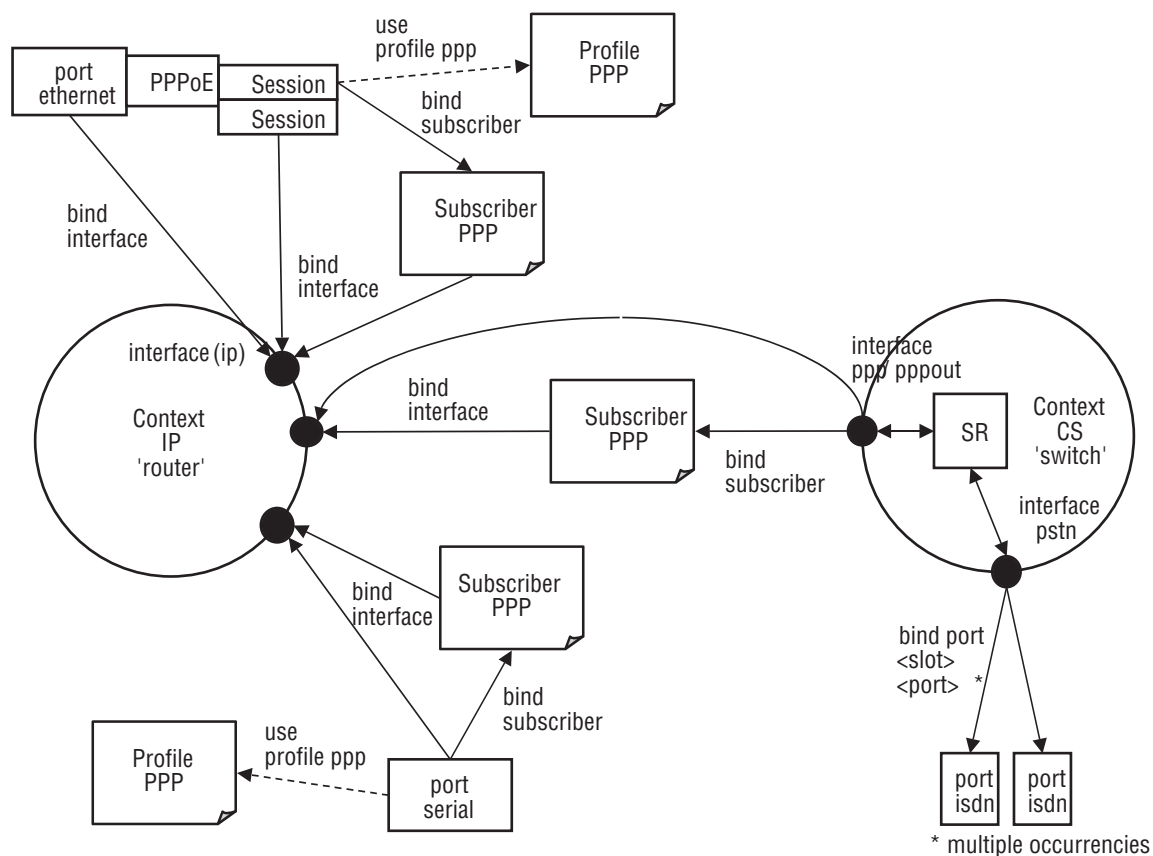 use
profile ppp
Profile
PPP
port
ethernet
PPPoE
Session
Session
bind
subscriber
Subscriber
PPP
bind
interface
bind
interface
interface (ip)
Context
IP
'router'
bind
interface
Subscriber
PPP
bind
subscriber
interface
ppp/ pppout
SR
Context
CS
'switch'
interface
pstn
bind
interface
Subscriber
PPP
bind
subscriber
use
profile ppp
Profile
PPP
port
serial
bind port
<slot>
<port> *
port
isdn
port
isdn
* multiple occurrencies